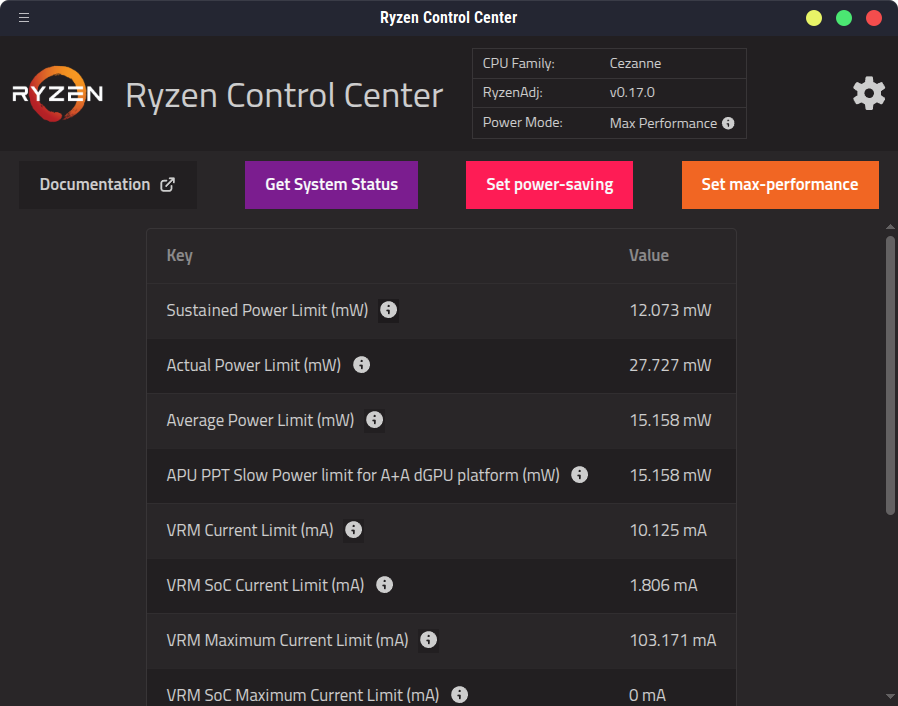 Ryzen Control Center
RYZEN
Ryzen Control Center
CPU Family: Cezanne
RyzenAdj: v0.17.0
Power Mode: Max Performance
Documentation
Get System Status
Set power-saving
Set max-performance
Key Value
Sustained Power Limit (mW) 12.073 mW
Actual Power Limit (mW) 27.727 mW
Average Power Limit (mW) 15.158 mW
APU PPT Slow Power limit for A+A dGPU platform (mW) 15.158 mW
VRM Current Limit (mA) 10.125 mA
VRM SoC Current Limit (mA) 1.806 mA
VRM Maximum Current Limit (mA) 103.171 mA
VRM SoC Maximum Current Limit (mA) 0 mA